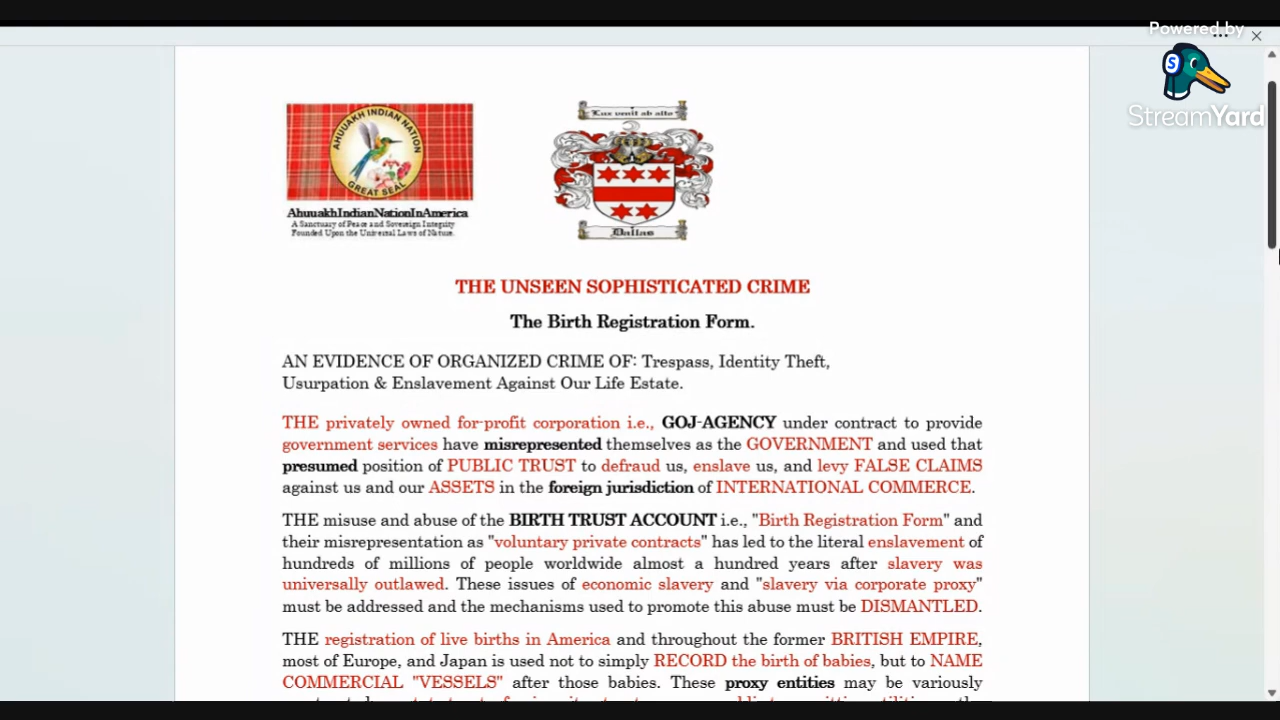 Powered by
StreamYard
AHUUAKH INDIAN NATION
GREAT SEAL
AhuuakhIndianNationInAmerica
A Sanctuary of Peace and Sovereign Integrity
Founded Upon the Universal Laws of Nature.
Lux venit ab alto
Dallas
THE UNSEEN SOPHISTICATED CRIME
The Birth Registration Form.
AN EVIDENCE OF ORGANIZED CRIME OF: Trespass, Identity Theft,
Usurpation & Enslavement Against Our Life Estate.
THE privately owned for-profit corporation i.e., GOJ-AGENCY under contract to provide
government services have misrepresented themselves as the GOVERNMENT and used that
presumed position of PUBLIC TRUST to defraud us, enslave us, and levy FALSE CLAIMS
against us and our ASSETS in the foreign jurisdiction of INTERNATIONAL COMMERCE.
THE misuse and abuse of the BIRTH TRUST ACCOUNT i.e., "Birth Registration Form" and
their misrepresentation as "voluntary private contracts" has led to the literal enslavement of
hundreds of millions of people worldwide almost a hundred years after slavery was
universally outlawed. These issues of economic slavery and "slavery via corporate proxy"
must be addressed and the mechanisms used to promote this abuse must be DISMANTLED.
THE registration of live births in America and throughout the former BRITISH EMPIRE,
most of Europe, and Japan is used not to simply RECORD the birth of babies, but to NAME
COMMERCIAL "VESSELS" after those babies. These proxy entities may be variously